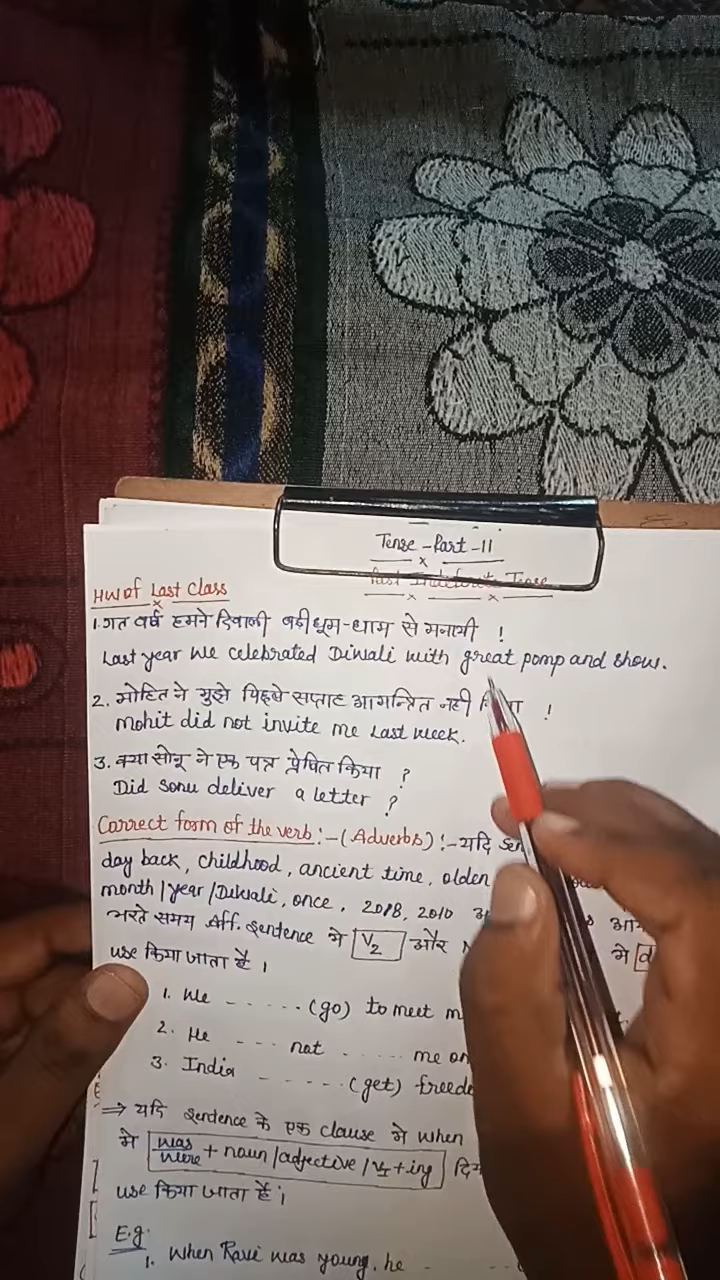 Tense-Part-11
Past Indefinite Tense
HW of Last Class
1. गत वर्ष हमने दिवाली बड़ी धूम-धाम से मनायी !
Last year we celebrated Diwali with great pomp and show.
2. मोहित ने मुझे पिछ्ले सप्ताह आमन्त्रित नही !
Mohit did not invite me Last week.
3. क्या सोनू ने एक पत्र प्रेषित किया ?
Did Sonu deliver a letter ?
Correct form of the verb:-(Adverbs):- यदि
day back, childhood, ancient time, olden
month/year/Diwali, once, 2018, 2010
भरते समय Aff. Sentence मे V2 और मे
use किया जाता है ।
1. We ------ (go) to meet
2. He --- not ---- me on
3. India ------ (get)
⇒ यदि Sentence के एक clause मे when
मे was/were + noun/adjective/V1+ing
use किया जाता है ।
E.g.
1. When Ravi was young, he